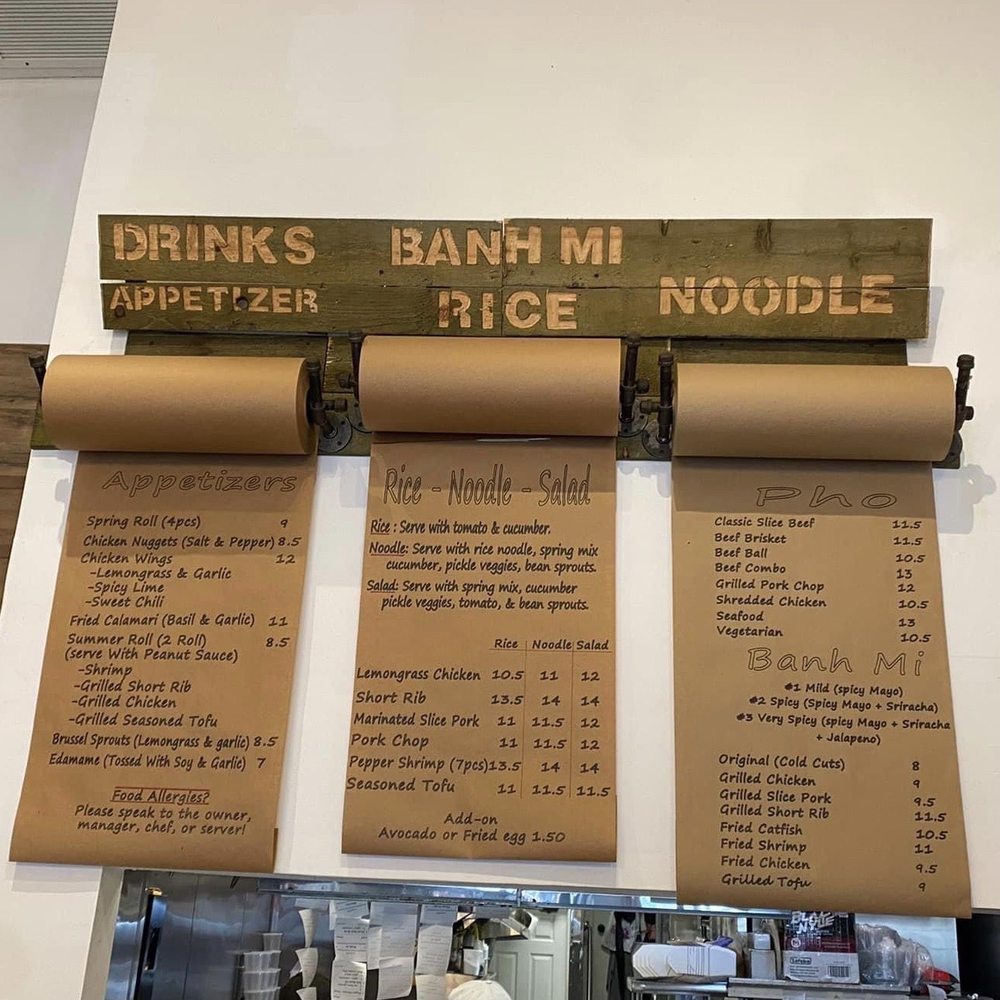 DRINKS
BANH MI
APPETIZER
RICE
NOODLE
Appetizers
Spring Roll (4pcs) 9
Chicken Nuggets (Salt & Pepper) 8.5
Chicken Wings 12
-Lemongrass & Garlic
-Spicy Lime
-Sweet Chili
Fried Calamari (Basil & Garlic) 11
Summer Roll (2 Roll) 8.5
(serve With Peanut Sauce)
-Shrimp
-Grilled Short Rib
-Grilled Chicken
-Grilled Seasoned Tofu
Brussel Sprouts (Lemongrass & garlic) 8.5
Edamame (Tossed With Soy & Garlic) 7
Food Allergies?
Please speak to the owner,
manager, chef, or server!
Rice - Noodle - Salad
Rice : Serve with tomato & cucumber.
Noodle: Serve with rice noodle, spring mix
cucumber, pickle veggies, bean sprouts.
Salad: Serve with spring mix, cucumber
pickle veggies, tomato, & bean sprouts.
Rice Noodle Salad
Lemongrass Chicken 10.5 11 12
Short Rib 13.5 14 14
Marinated Slice Pork 11 11.5 12
Pork Chop 11 11.5 12
Pepper Shrimp (7pcs) 13.5 14 14
Seasoned Tofu 11 11.5 11.5
Add-on
Avocado or Fried egg 1.50
Pho
Classic Slice Beef 11.5
Beef Brisket 11.5
Beef Ball 10.5
Beef Combo 13
Grilled Pork Chop 12
Shredded Chicken 10.5
Seafood 13
Vegetarian 10.5
Banh Mi
#1 Mild (spicy Mayo)
#2 Spicy (Spicy Mayo + Sriracha)
#3 Very Spicy (spicy Mayo + Sriracha
+ Jalapeno)
Original (Cold Cuts) 8
Grilled Chicken 9
Grilled Slice Pork 9.5
Grilled Short Rib 11.5
Fried Catfish 10.5
Fried Shrimp 11
Fried Chicken 9.5
Grilled Tofu 9